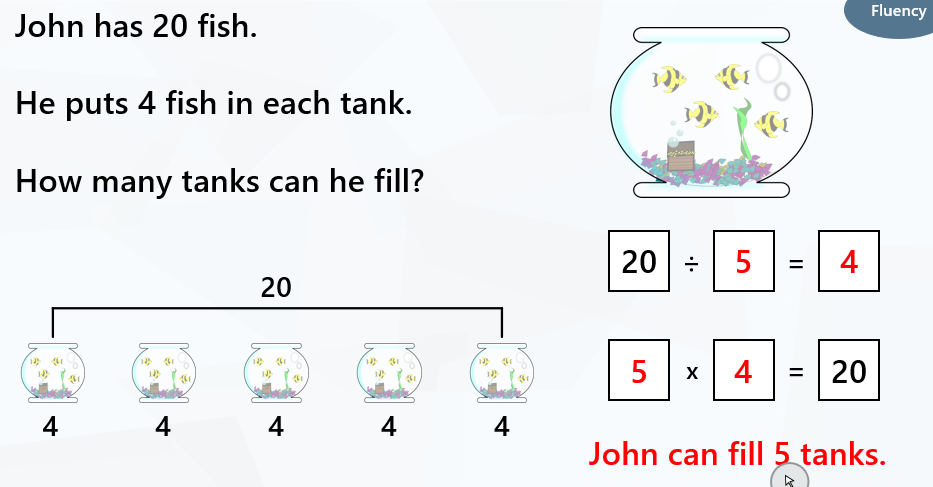 Fluency
John has 20 fish.
He puts 4 fish in each tank.
How many tanks can he fill?
20
4 4 4 4 4
20 ÷ 5 = 4
5 x 4 = 20
John can fill 5 tanks.